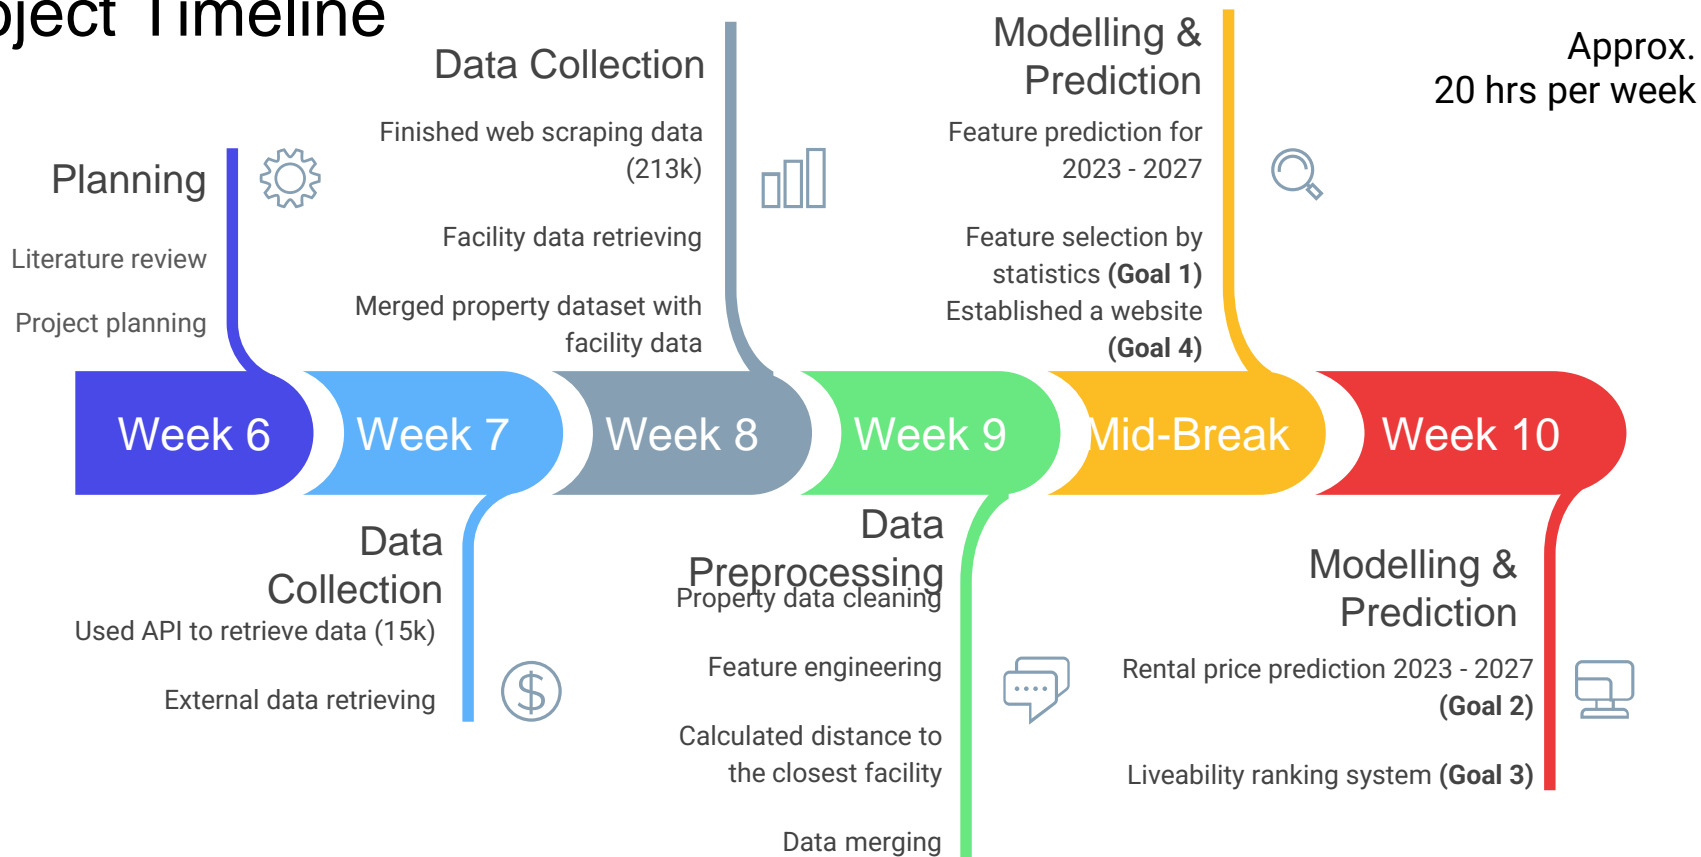 oject Timeline
Approx.
20 hrs per week
Planning
Literature review
Project planning
Data Collection
Finished web scraping data
(213k)
Facility data retrieving
Merged property dataset with
facility data
Modelling &
Prediction
Feature prediction for
2023 - 2027
Feature selection by
statistics (Goal 1)
Established a website
(Goal 4)
Week 6
Week 7
Week 8
Week 9
Mid-Break
Week 10
Data
Collection
Used API to retrieve data (15k)
External data retrieving
$
Data
Preprocessing
Property data cleaning
Feature engineering
Calculated distance to
the closest facility
Data merging
Modelling &
Prediction
Rental price prediction 2023 - 2027
(Goal 2)
Liveability ranking system (Goal 3)